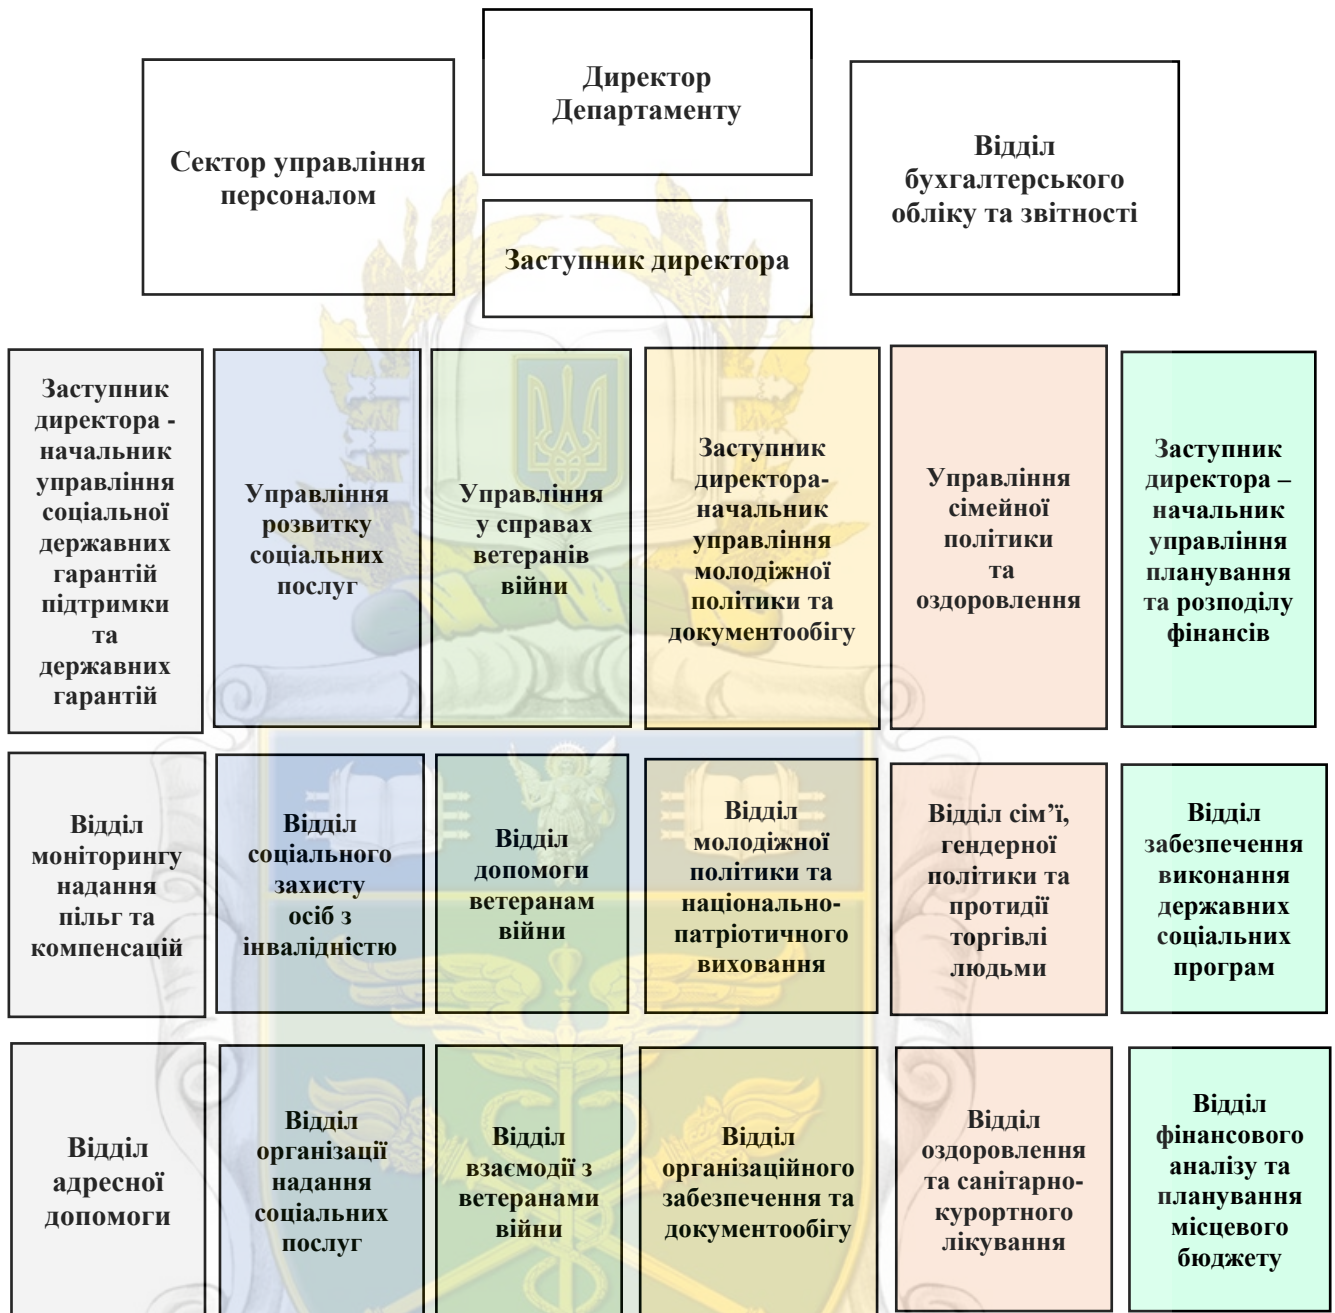 Директор
Департаменту
Сектор управління
персоналом
Відділ
бухгалтерського
обліку та звітності
Заступник директора
Заступник
директора -
начальник
управління
соціальної
державних
гарантій
підтримки
та
державних
гарантій
Управління
розвитку
соціальних
послуг
Управління
у справах
ветеранів
війни
Заступник
директора-
начальник
управління
молодіжної
політики та
документообігу
Управління
сімейної
політики
та
оздоровлення
Заступник
директора –
начальник
управління
планування
та розподілу
фінансів
Відділ
моніторингу
надання
пільг та
компенсацій
Відділ
соціального
захисту
осіб з
інвалідністю
Відділ
допомоги
ветеранам
війни
Відділ
молодіжної
політики та
національно-
патріотичного
виховання
Відділ сім’ї,
гендерної
політики та
протидії
торгівлі
людьми
Відділ
забезпечення
виконання
державних
соціальних
програм
Відділ
адресної
допомоги
Відділ
організації
надання
соціальних
послуг
Відділ
взаємодії з
ветеранами
війни
Відділ
організаційного
забезпечення та
документообігу
Відділ
оздоровлення
та санітарно-
курортного
лікування
Відділ
фінансового
аналізу та
планування
місцевого
бюджету